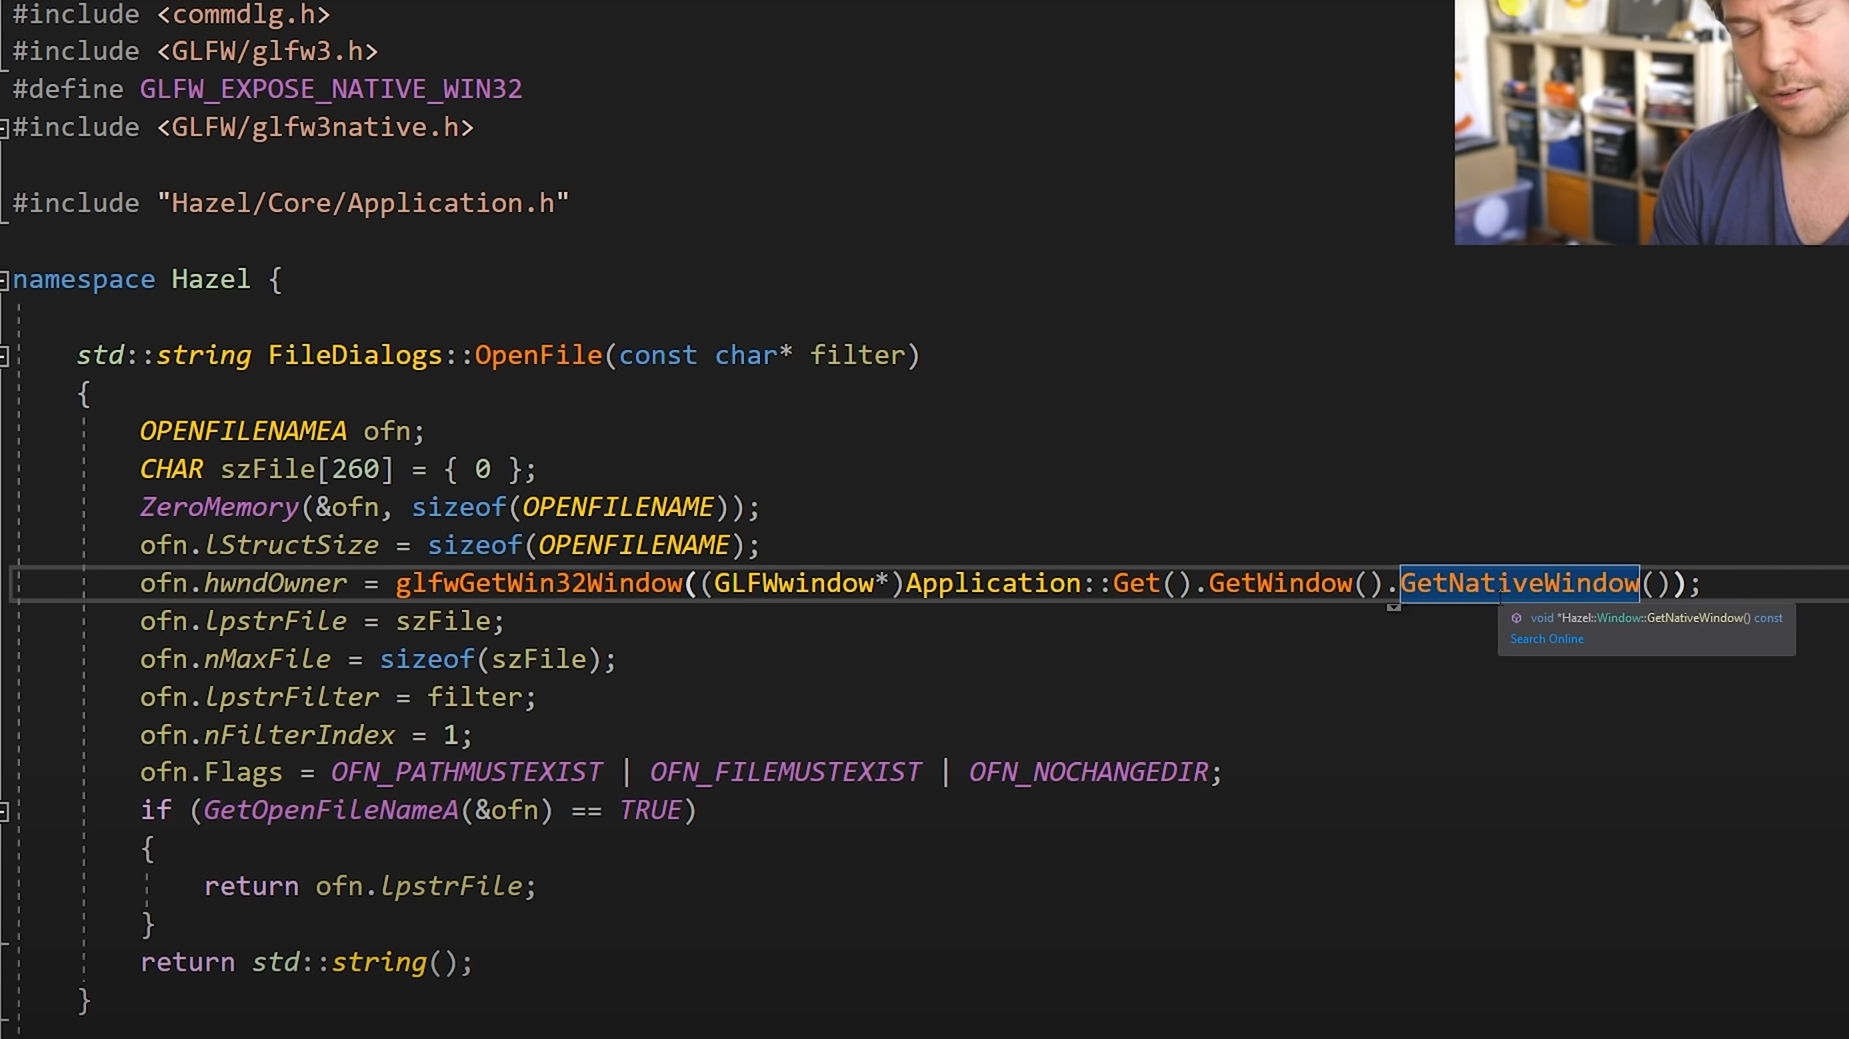 #include <commdlg.h>
#include <GLFW/glfw3.h>
#define GLFW_EXPOSE_NATIVE_WIN32
#include <GLFW/glfw3native.h>
#include "Hazel/Core/Application.h"
namespace Hazel {
std::string FileDialogs::OpenFile(const char* filter)
{
OPENFILENAMEA ofn;
CHAR szFile[260] = { 0 };
ZeroMemory(&ofn, sizeof(OPENFILENAME));
ofn.lStructSize = sizeof(OPENFILENAME);
ofn.hwndOwner = glfwGetWin32Window((GLFWwindow*)Application::Get().GetWindow().GetNativeWindow());
ofn.lpstrFile = szFile;
void *Hazel::Window::GetNativeWindow() const
Search Online
ofn.nMaxFile = sizeof(szFile);
ofn.lpstrFilter = filter;
ofn.nFilterIndex = 1;
ofn.Flags = OFN_PATHMUSTEXIST | OFN_FILEMUSTEXIST | OFN_NOCHANGEDIR;
if (GetOpenFileNameA(&ofn) == TRUE)
{
return ofn.lpstrFile;
}
return std::string();
}